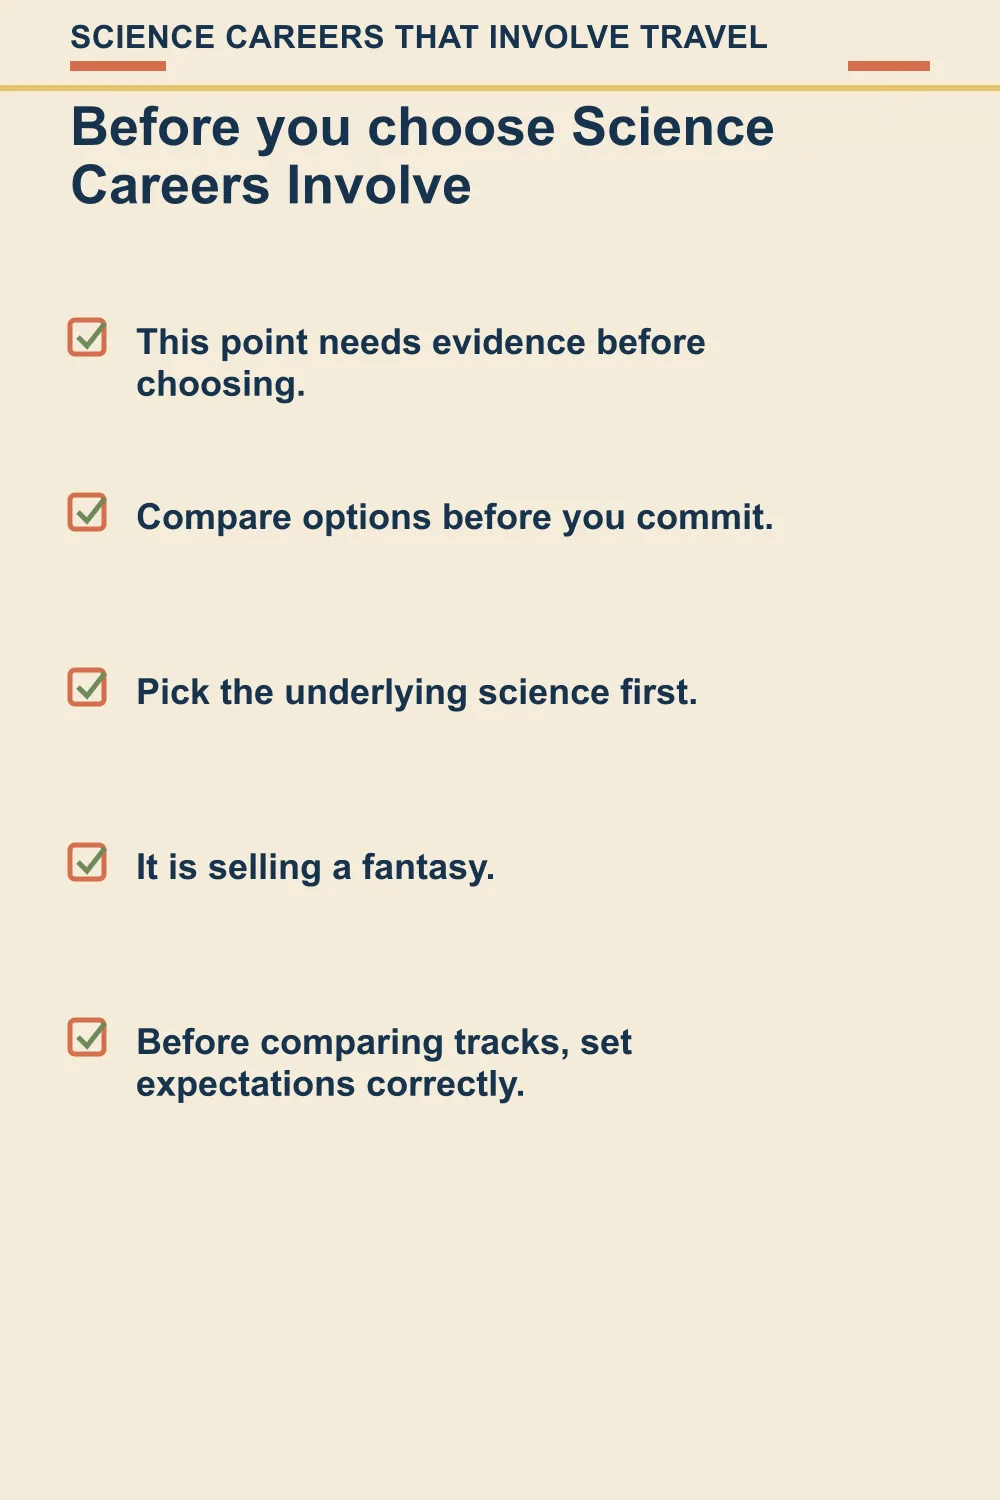 SCIENCE CAREERS THAT INVOLVE TRAVEL
Before you choose Science
Careers Involve
This point needs evidence before
choosing.
Compare options before you commit.
Pick the underlying science first.
It is selling a fantasy.
Before comparing tracks, set
expectations correctly.